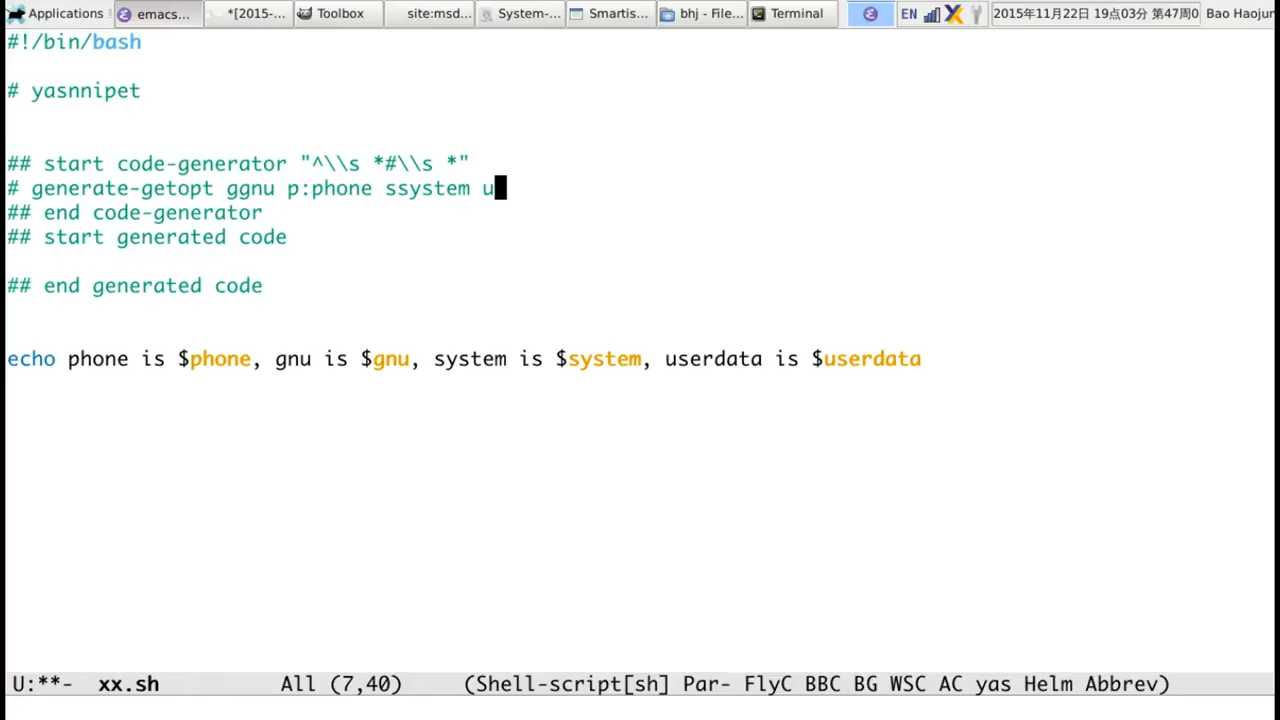 Applications emacs... *[2015-... Toolbox site:msd... System-... Smartis... bhj - File... Terminal EN 2015年11月22日 19点03分 第47周0 Bao Haojun
#!/bin/bash
# yasnnipet
## start code-generator "^\\s *#\\s *"
# generate-getopt ggnu p:phone ssystem u
## end code-generator
## start generated code
## end generated code
echo phone is $phone, gnu is $gnu, system is $system, userdata is $userdata
U:**- xx.sh All (7,40) (Shell-script[sh] Par- FlyC BBC BG WSC AC yas Helm Abbrev)